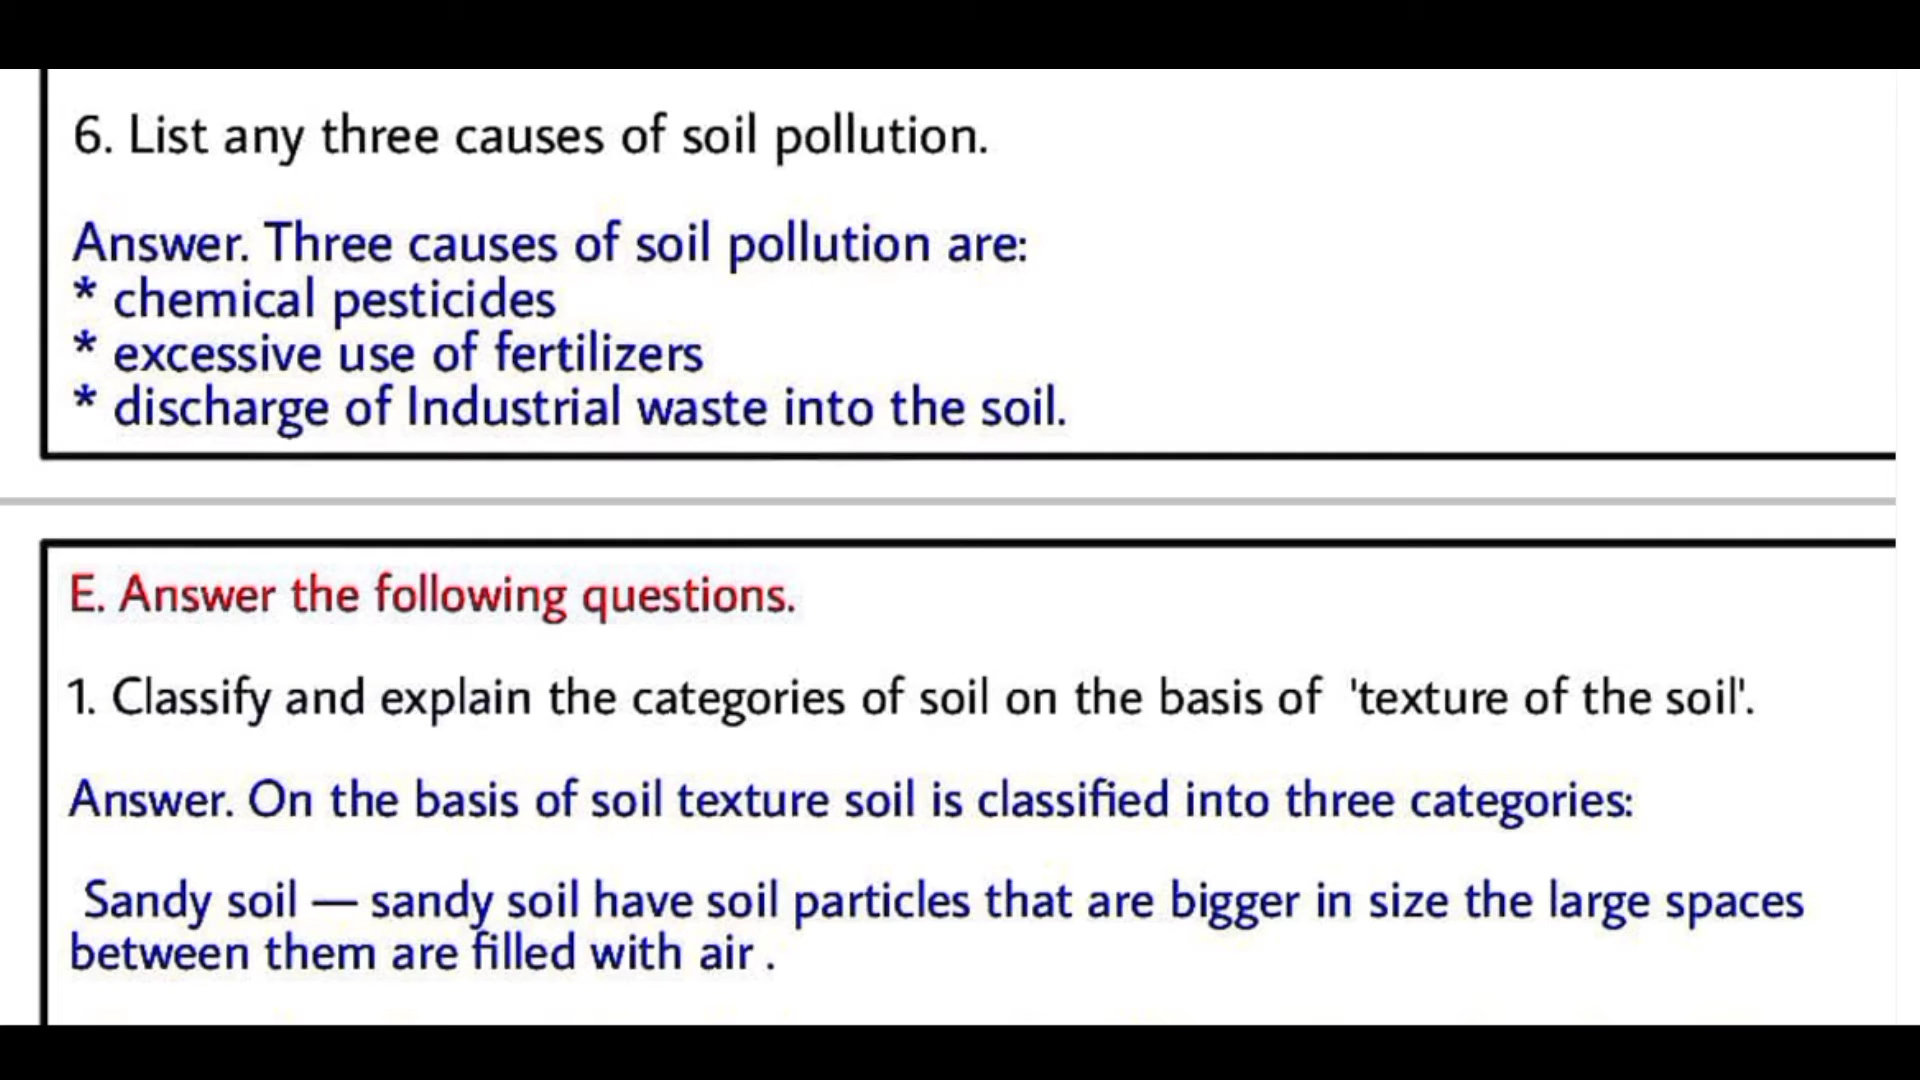 6. List any three causes of soil pollution.
Answer. Three causes of soil pollution are:
* chemical pesticides
* excessive use of fertilizers
* discharge of Industrial waste into the soil.
E. Answer the following questions.
1. Classify and explain the categories of soil on the basis of 'texture of the soil'.
Answer. On the basis of soil texture soil is classified into three categories:
Sandy soil — sandy soil have soil particles that are bigger in size the large spaces
between them are filled with air .